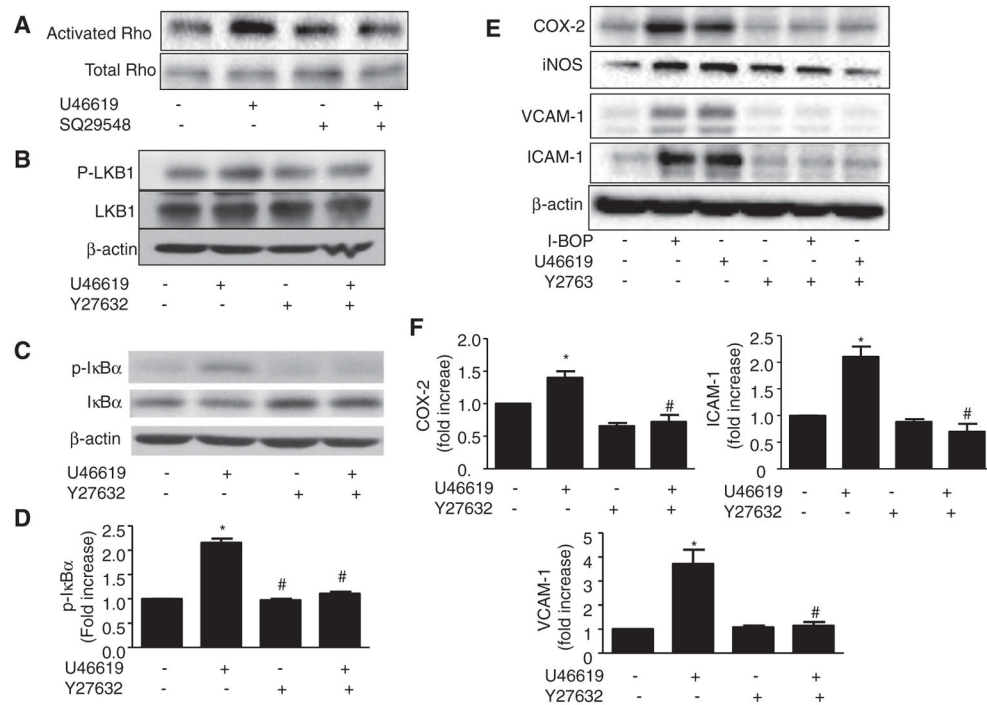 A
Activated Rho
Total Rho
U46619 - + - +
SQ29548 - - + +
B
P-LKB1
LKB1
β-actin
U46619 - + - +
Y27632 - - + +
C
p-IκBα
IκBα
β-actin
U46619 - + - +
Y27632 - - + +
D
p-IκBα
(Fold increase)
2.5
2.0
1.5
1.0
0.5
0.0
*
#
#
U46619 - + - +
Y27632 - - + +
E
COX-2
iNOS
VCAM-1
ICAM-1
β-actin
I-BOP - + - - + -
U46619 - - + - - +
Y2763 - - - + + +
F
COX-2
(fold increae)
2.0
1.5
1.0
0.5
0.
*
#
U46619 - + - +
Y27632 - - + +
ICAM-1
(fold increase)
2.5
2.0
1.5
1.0
0.5
0
*
#
U46619 - + - +
Y27632 - - + +
VCAM-1
(fold increase)
5
4
3
2
1
0
*
#
U46619 - + - +
Y27632 - - + +